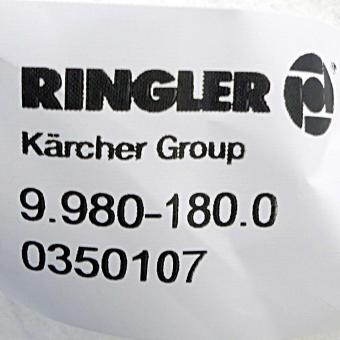 RINGLER
Kärcher Group
9.980-180.0
0350107